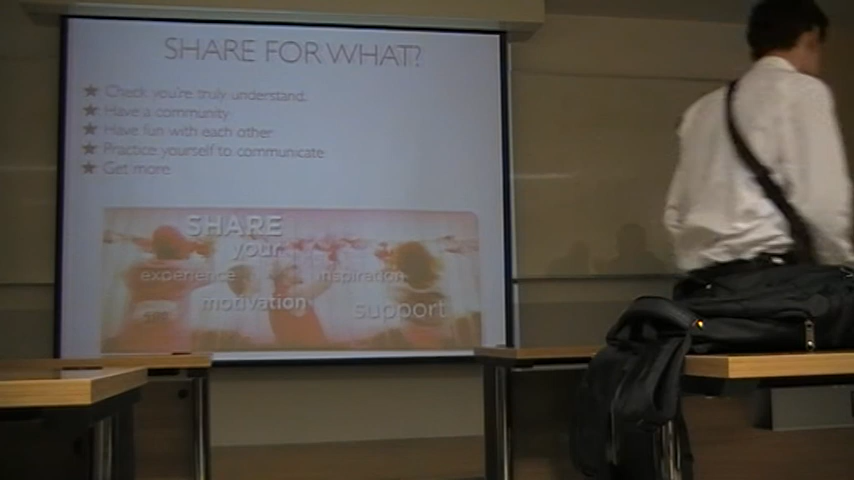 SHARE FOR WHAT?
★ Check you're truly understand.
★ Have a community
★ Have fun with each other
★ Practice yourself to communicate
★ Get more
SHARE
your
experience inspiration
motivation support